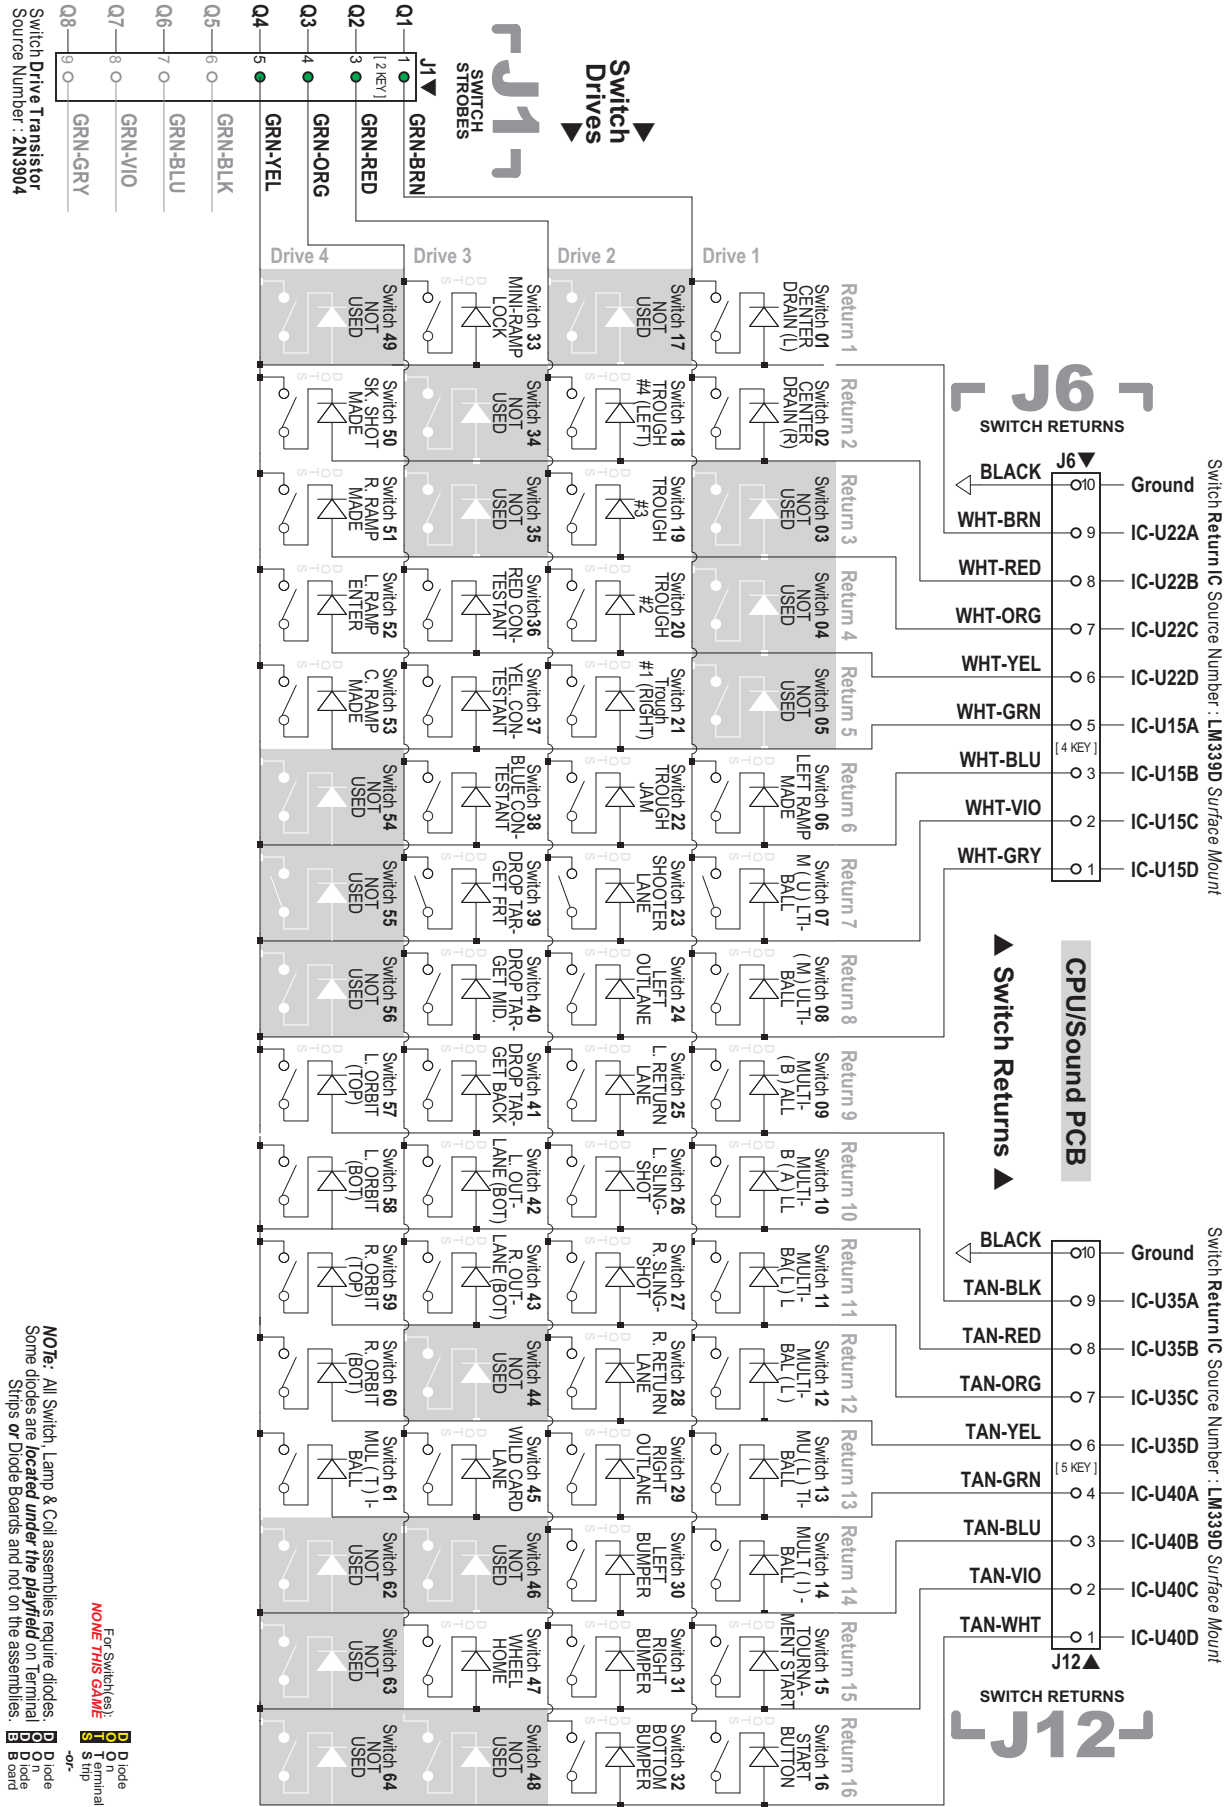 Q1
Q2
Q3
Q4
Q5
Q6
Q7
Q8
J1▼
1
[ 2 KEY ]
3
4
5
6
7
8
9
GRN-BRN
GRN-RED
GRN-ORG
GRN-YEL
GRN-BLK
GRN-BLU
GRN-VIO
GRN-GRY
Switch Drive Transistor
Source Number : 2N3904
J1
SWITCH
STROBES
Switch
Drives
Drive 4
Drive 3
Drive 2
Drive 1
Return 1
Switch 01
CENTER
DRAIN (L)
Switch 17
NOT
USED
Switch 33
MINI-RAMP
LOCK
Switch 49
NOT
USED
Return 2
Switch 02
CENTER
DRAIN (R)
Switch 18
TROUGH
#4 (LEFT)
Switch 34
NOT
USED
Switch 50
SK. SHOT
MADE
Return 3
Switch 03
NOT
USED
Switch 19
TROUGH
#3
Switch 35
NOT
USED
Switch 51
R. RAMP
MADE
Return 4
Switch 04
NOT
USED
Switch 20
TROUGH
#2
Switch36
RED CON-
TESTANT
Switch 52
L. RAMP
ENTER
Return 5
Switch 05
NOT
USED
Switch 21
Trough
#1 (RIGHT)
Switch 37
YEL. CON-
TESTANT
Switch 53
C. RAMP
MADE
Return 6
Switch 06
LEFT RAMP
MADE
Switch 22
TROUGH
JAM
Switch 38
BLUE CON-
TESTANT
Switch 54
NOT
USED
Return 7
Switch 07
M ( U ) LTI-
BALL
Switch 23
SHOOTER
LANE
Switch 39
DROP TAR-
GET FRT
Switch 55
NOT
USED
Return 8
Switch 08
( M ) ULTI-
BALL
Switch 24
LEFT
OUTLANE
Switch 40
DROP TAR-
GET MID.
Switch 56
NOT
USED
Return 9
Switch 09
MULTI-
( B ) ALL
Switch 25
L. RETURN
LANE
Switch 41
DROP TAR-
GET BACK
Switch 57
L. ORBIT
(TOP)
Return 10
Switch 10
MULTI-
B ( A ) LL
Switch 26
L. SLING-
SHOT
Switch 42
L. OUT-
LANE (BOT)
Switch 58
L. ORBIT
(BOT)
Return 11
Switch 11
MULTI-
BA( L ) L
Switch 27
R. SLING-
SHOT
Switch 43
R. OUT-
LANE (BOT)
Switch 59
R. ORBIT
(TOP)
Return 12
Switch 12
MULTI-
BAL ( L )
Switch 28
R. RETURN
LANE
Switch 44
NOT
USED
Switch 60
R. ORBIT
(BOT)
Return 13
Switch 13
MU ( L ) TI-
BALL
Switch 29
RIGHT
OUTLANE
Switch 45
WILD CARD
LANE
Switch 61
MUL ( T ) I-
BALL
Return 14
Switch 14
MULT ( I ) -
BALL
Switch 30
LEFT
BUMPER
Switch 46
NOT
USED
Switch 62
NOT
USED
Return 15
Switch 15
TOURNA-
MENT START
Switch 31
RIGHT
BUMPER
Switch 47
WHEEL
HOME
Switch 63
NOT
USED
Return 16
Switch 16
START
BUTTON
Switch 32
BOTTOM
BUMPER
Switch 48
NOT
USED
Switch 64
NOT
USED
J6
SWITCH RETURNS
J6▼
BLACK 10 Ground
WHT-BRN 9 IC-U22A
WHT-RED 8 IC-U22B
WHT-ORG 7 IC-U22C
WHT-YEL 6 IC-U22D
WHT-GRN 5 IC-U15A
[ 4 KEY ]
WHT-BLU 3 IC-U15B
WHT-VIO 2 IC-U15C
WHT-GRY 1 IC-U15D
Switch Return IC Source Number : LM339D Surface Mount
CPU/Sound PCB
Switch Returns
BLACK 10 Ground
TAN-BLK 9 IC-U35A
TAN-RED 8 IC-U35B
TAN-ORG 7 IC-U35C
TAN-YEL 6 IC-U35D
[ 5 KEY ]
TAN-GRN 4 IC-U40A
TAN-BLU 3 IC-U40B
TAN-VIO 2 IC-U40C
TAN-WHT 1 IC-U40D
J12▲
SWITCH RETURNS
J12
Switch Return IC Source Number : LM339D Surface Mount
For Switch(es):
NONE THIS GAME
D Diode
O On
T Terminal
S Strip
-or-
D Diode
O On
D Diode
B Board
NOTe: All Switch, Lamp & Coil assemblies require diodes.
Some diodes are located under the playfield on Terminal
Strips or Diode Boards and not on the assemblies.